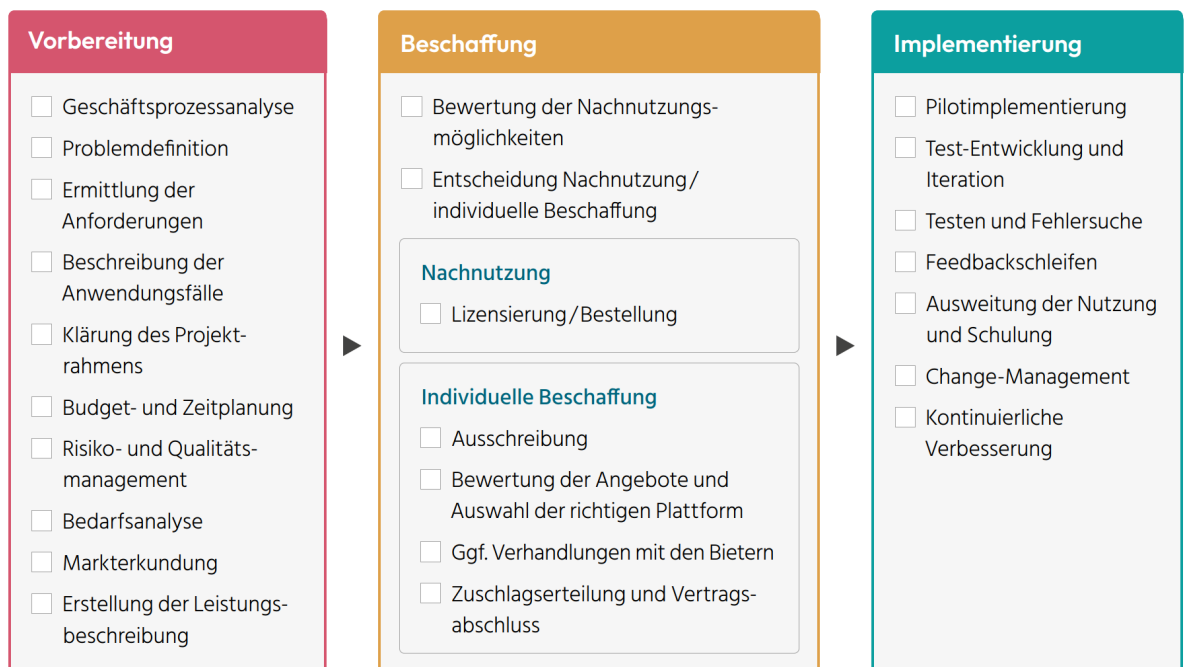 Vorbereitung
Geschäftsprozessanalyse
Problemdefinition
Ermittlung der
Anforderungen
Beschreibung der
Anwendungsfälle
Klärung des Projekt-
rahmens
Budget- und Zeitplanung
Risiko- und Qualitäts-
management
Bedarfsanalyse
Markterkundung
Erstellung der Leistungs-
beschreibung
Beschaffung
Bewertung der Nachnutzungs-
möglichkeiten
Entscheidung Nachnutzung/
individuelle Beschaffung
Nachnutzung
Lizensierung/Bestellung
Individuelle Beschaffung
Ausschreibung
Bewertung der Angebote und
Auswahl der richtigen Plattform
Ggf. Verhandlungen mit den Bietern
Zuschlagserteilung und Vertrags-
abschluss
Implementierung
Pilotimplementierung
Test-Entwicklung und
Iteration
Testen und Fehlersuche
Feedbackschleifen
Ausweitung der Nutzung
und Schulung
Change-Management
Kontinuierliche
Verbesserung